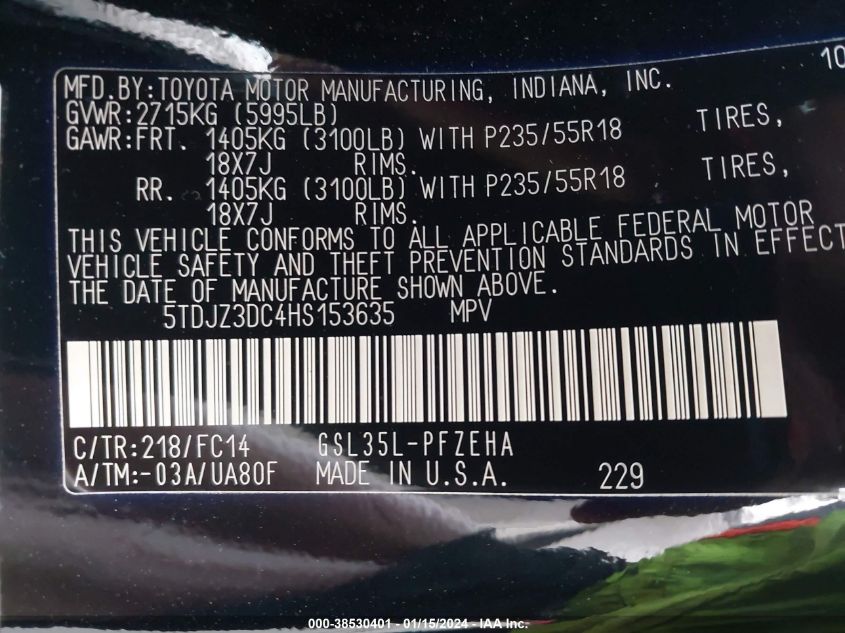 MFD.BY:TOYOTA MOTOR MANUFACTURING, INDIANA, INC. 10
GVWR:2715KG (5995LB)
GAWR:FRT. 1405KG (3100LB) WITH P235/55R18 TIRES,
18X7J RIMS.
RR. 1405KG (3100LB) WITH P235/55R18 TIRES,
18X7J RIMS.
THIS VEHICLE CONFORMS TO ALL APPLICABLE FEDERAL MOTOR
VEHICLE SAFETY AND THEFT PREVENTION STANDARDS IN EFFECT
THE DATE OF MANUFACTURE SHOWN ABOVE.
5TDJZ3DC4HS153635 MPV
C/TR:218/FC14 GSL35L-PFZEHA
A/TM:-03A/UA80F MADE IN U.S.A. 229
000-38530401 - 01/15/2024 - IAA Inc.